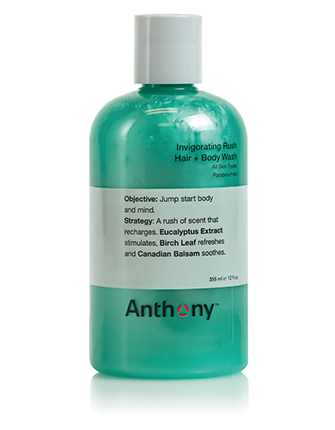 Invigorating Rush
Hair + Body Wash
All Skin Types
Paraben Free
Objective: Jump start body
and mind.
Strategy: A rush of scent that
recharges. Eucalyptus Extract
stimulates, Birch Leaf refreshes
and Canadian Balsam soothes.
355 ml ℮ 12 fl oz
Anthony™